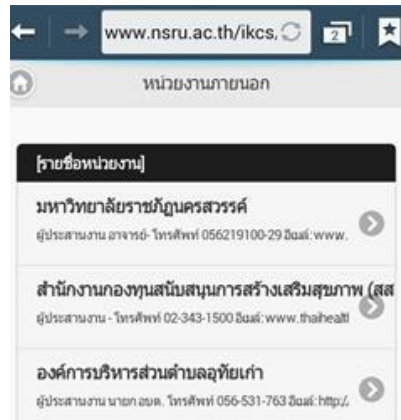 www.nsru.ac.th/ikcs,
2
หน่วยงานภายนอก
[รายชื่อหน่วยงาน]
มหาวิทยาลัยราชภัฏนครสวรรค์
ผู้ประสานงาน อาจารย์- โทรศัพท์ 056219100-29 อีเมล์: www.
สำนักงานกองทุนสนับสนุนการสร้างเสริมสุขภาพ (สส
ผู้ประสานงาน - โทรศัพท์ 02-343-1500 อีเมล์: www. thaihealt
องค์การบริหารส่วนตำบลอุทัยเก่า
ผู้ประสานงาน นายก อบต. โทรศัพท์ 056-531-763 อีเมล์: http:/.